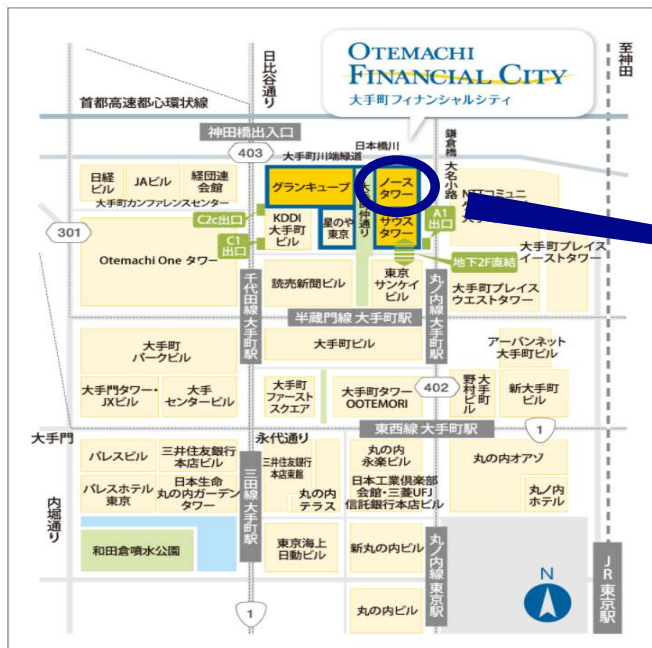 OTEMACHI
FINANCIAL CITY
大手町フィナンシャルシティ
至神田
日比谷通り
首都高速都心環状線
神田橋出入口
403
日本橋川
大手町川端緑道
鎌倉橋
大名小路
日経
ビル
JAビル
経団連
会館
大手町カンファレンスセンター
グランキューブ
ノース
タワー
C2c出口
KDDI
大手町
ビル
星のや
東京
サウス
タワー
A1
出口
301
C1
出口
Otemachi One タワー
地下2F直結
大手町プレイス
イーストタワー
千代田線 大手町駅
読売新聞ビル
東京
サンケイ
ビル
丸ノ内線 大手町駅
大手町プレイス
ウエストタワー
半蔵門線 大手町駅
大手町
パークビル
大手町ビル
アーバンネット
大手町ビル
大手門タワー・
JXビル
大手
センタービル
大手町
ファースト
スクエア
大手町タワー
OOTEMORI
402
大手町
野村ビル
新大手町
ビル
東西線 大手町駅
1
大手門
永代通り
パレスビル
三井住友銀行
本店ビル
三井住友銀行
本店東館
丸の内
永楽ビル
丸の内オアゾ
内堀通り
パレスホテル
東京
日本生命
丸の内ガーデン
タワー
三田線 大手町駅
丸の内
テラス
日本工業倶楽部
会館・三菱UFJ
信託銀行本店ビル
丸ノ内
ホテル
和田倉噴水公園
東京海上
日動ビル
新丸の内ビル
丸ノ内線 東京駅
N
JR 東京駅
1
丸の内ビル